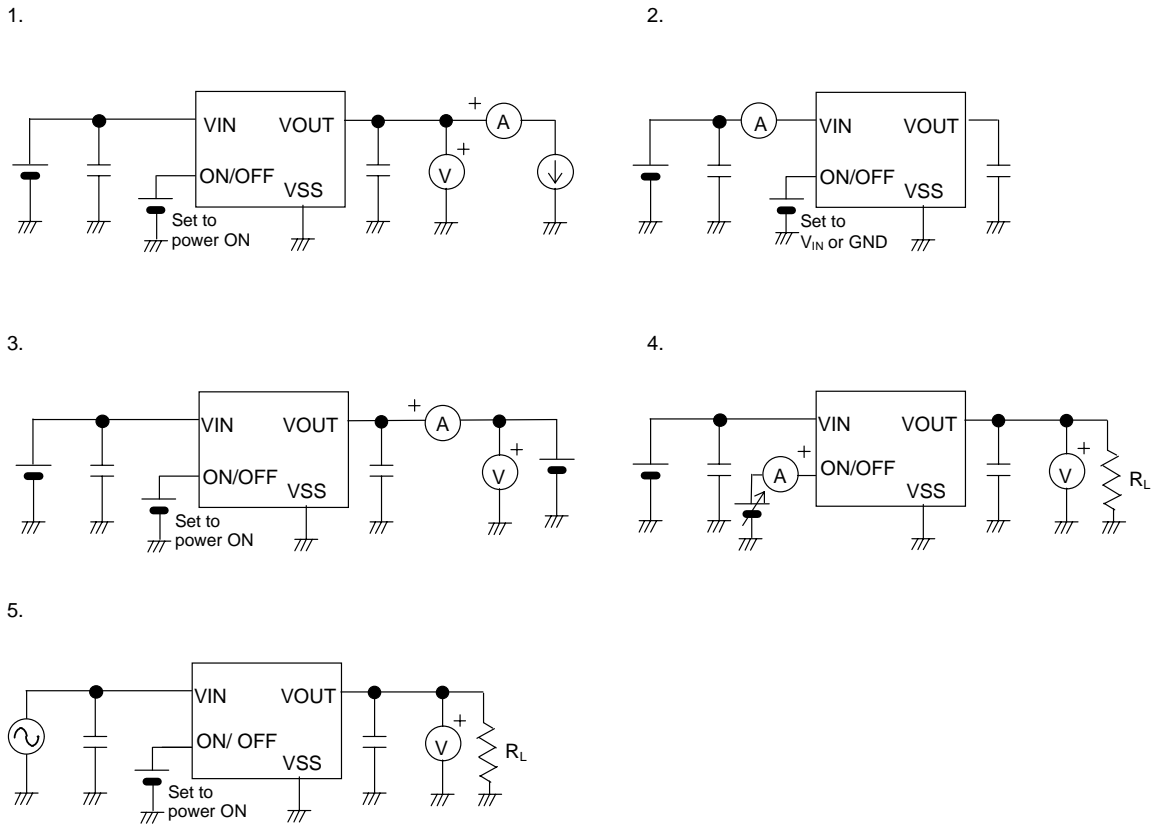 1.
VIN
VOUT
ON/OFF
VSS
Set to
power ON
+
V
+
A
2.
A
VIN
VOUT
ON/OFF
VSS
Set to
VIN or GND
3.
VIN
VOUT
ON/OFF
VSS
Set to
power ON
+
A
+
V
4.
VIN
VOUT
+
A
ON/OFF
VSS
+
V
RL
5.
VIN
VOUT
ON/ OFF
VSS
Set to
power ON
+
V
RL